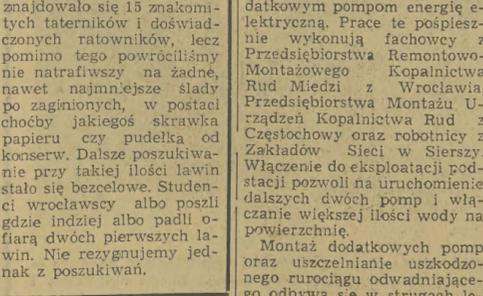 znajdowało się 15 znakomi-
tych taterników i doświad-
czonych ratowników, lecz
pomimo tego powróciliśmy
nie natrafiwszy na żadne,
nawet najmniejsze ślady
po zaginionych, w postaci
choćby jakiegoś skrawka
papieru czy pudełka od
konserw. Dalsze poszukiwa-
nie przy takiej ilości lawin
stało się bezcelowe. Studen-
ci wrocławscy albo poszli
gdzie indziej albo padli o-
fiarą dwóch pierwszych la-
win. Nie rezygnujemy jed-
nak z poszukiwań.
datkowym pompom energię e-
lektryczną. Prace te pośpiesz-
nie wykonują fachowcy z
Przedsiębiorstwa Remontowo-
Montażowego Kopalnictwa
Rud Miedzi z Wrocławia
Przedsiębiorstwa Montażu U-
rządzeń Kopalnictwa Rud z
Częstochowy oraz robotnicy z
Zakładów Sieci w Sierszy.
Włączenie do eksploatacji pod-
stacji pozwoli na uruchomienie
dalszych dwóch pomp i włą-
czanie większej ilości wody na
powierzchnię.
Montaż dodatkowych pomp
oraz uszczelnianie uszkodzo-
nego rurociągu odwadniające-
go odbywa się w strugach